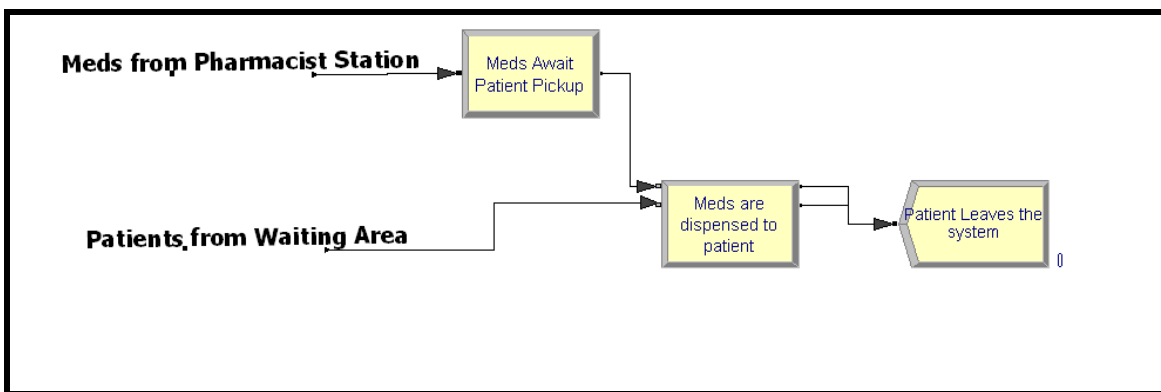 Meds from Pharmacist Station
Meds Await
Patient Pickup
Patients from Waiting Area
Meds are
dispensed to
patient
Patient Leaves the
system
0